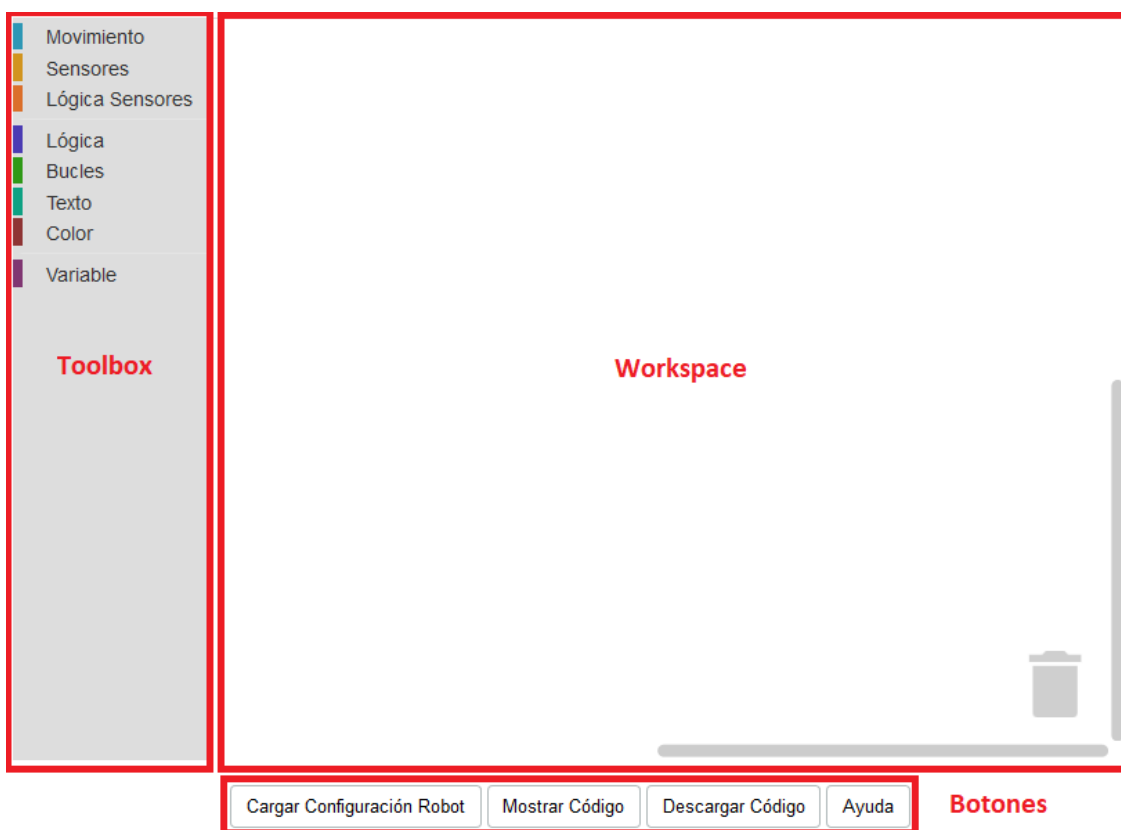 Movimiento
Sensores
Lógica Sensores
Lógica
Bucles
Texto
Color
Variable
Toolbox
Workspace
Cargar Configuración Robot
Mostrar Código
Descargar Código
Ayuda
Botones